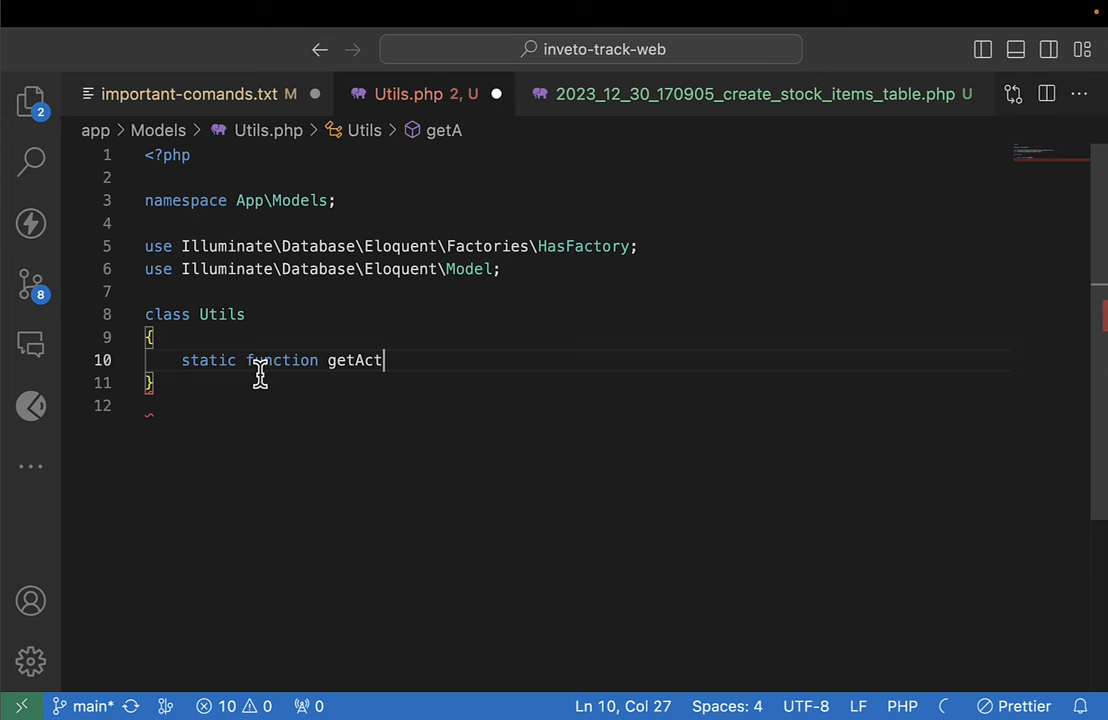 inveto-track-web
important-comands.txt M Utils.php 2, U 2023_12_30_170905_create_stock_items_table.php U
app > Models > Utils.php > Utils > getA
1 <?php
2
3 namespace App\Models;
4
5 use Illuminate\Database\Eloquent\Factories\HasFactory;
6 use Illuminate\Database\Eloquent\Model;
7
8 class Utils
9 {
10 static function getAct
11 }
12
2
8
main* 10 0 0 Ln 10, Col 27 Spaces: 4 UTF-8 LF PHP Prettier